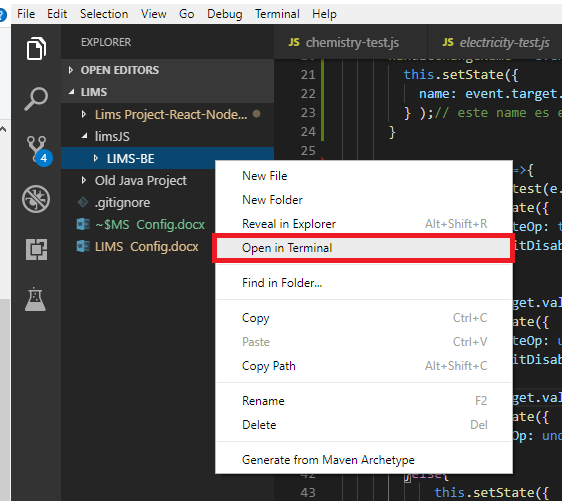 File Edit Selection View Go Debug Terminal Help
EXPLORER
OPEN EDITORS
LIMS
Lims Project-React-Node...
limsJS
LIMS-BE
Old Java Project
.gitignore
~$MS Config.docx
LIMS Config.docx
4
JS chemistry-test.js JS electricity-test.js
21 this.setState({
22 name: event.target.
23 } );// este name es e
24 }
25
=>{
test(e.
ate({
teOp:
itDisab
get.val
ate({
teOp: u
itDisab
get.val
ate({
Op: und
42 }else{
43 this.setState({
New File
New Folder
Reveal in Explorer Alt+Shift+R
Open in Terminal
Find in Folder...
Copy Ctrl+C
Paste Ctrl+V
Copy Path Alt+Shift+C
Rename F2
Delete Del
Generate from Maven Archetype